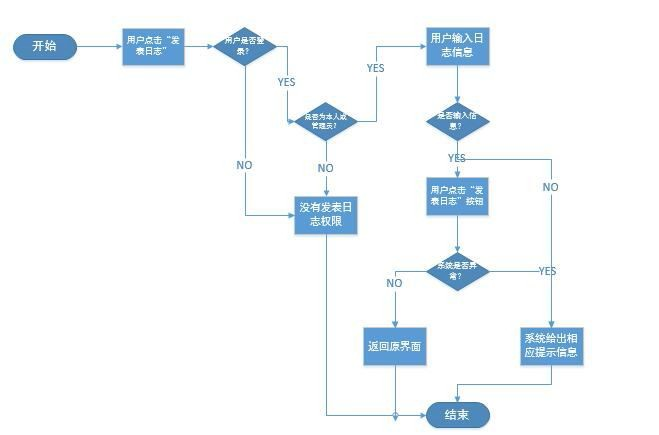 开始
用户点击“发
表日志”
用户是否登
录?
YES
NO
是否为本人或
管理员?
YES
NO
没有发表日
志权限
用户输入日
志信息
是否输入信
息?
YES
NO
用户点击“发
表日志”按钮
系统是否异
常?
NO
YES
返回原界面
系统给出相
应提示信息
结束